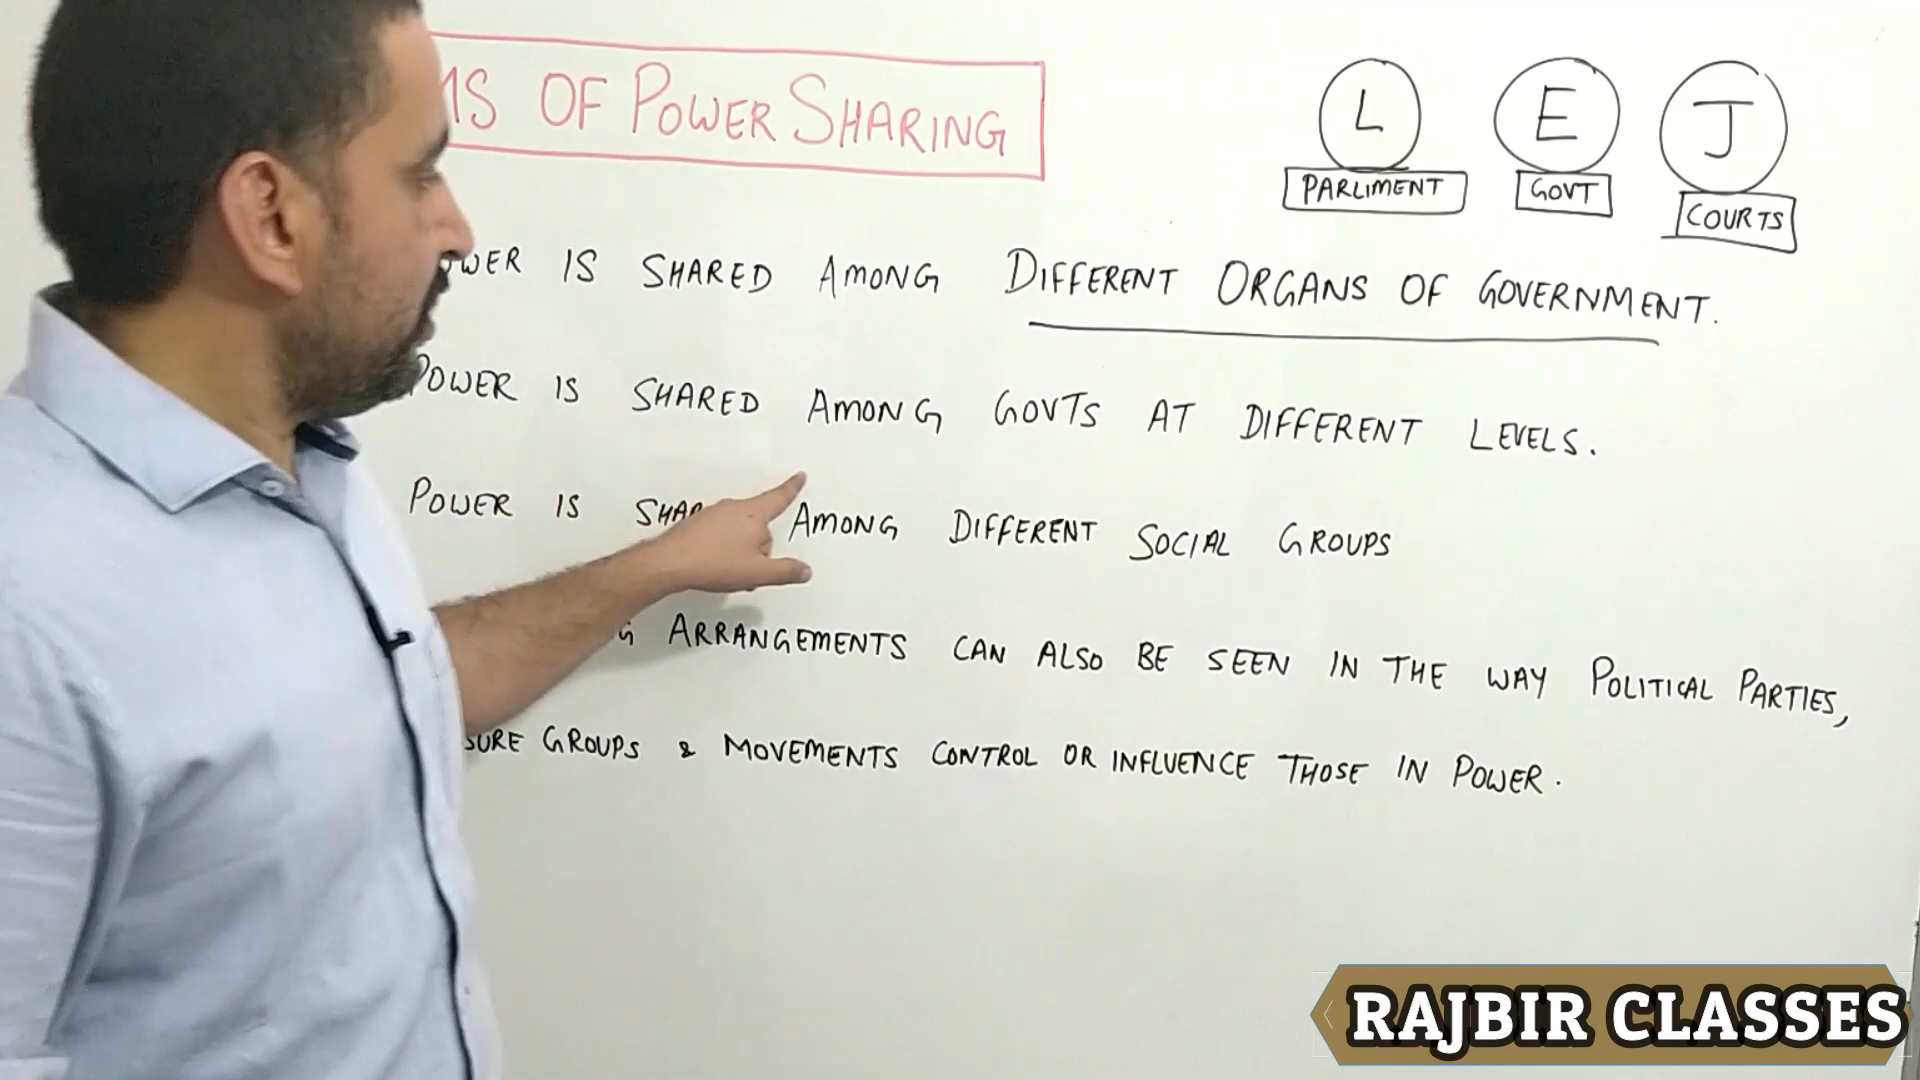 OF POWER SHARING
L E J
PARLIMENT GOVT COURTS
IS SHARED AMONG DIFFERENT ORGANS OF GOVERNMENT.
POWER IS SHARED AMONG GOVTS AT DIFFERENT LEVELS.
POWER IS AMONG DIFFERENT SOCIAL GROUPS
ARRANGEMENTS CAN ALSO BE SEEN IN THE WAY POLITICAL PARTIES,
GROUPS & MOVEMENTS CONTROL OR INFLUENCE THOSE IN POWER.
RAJBIR CLASSES